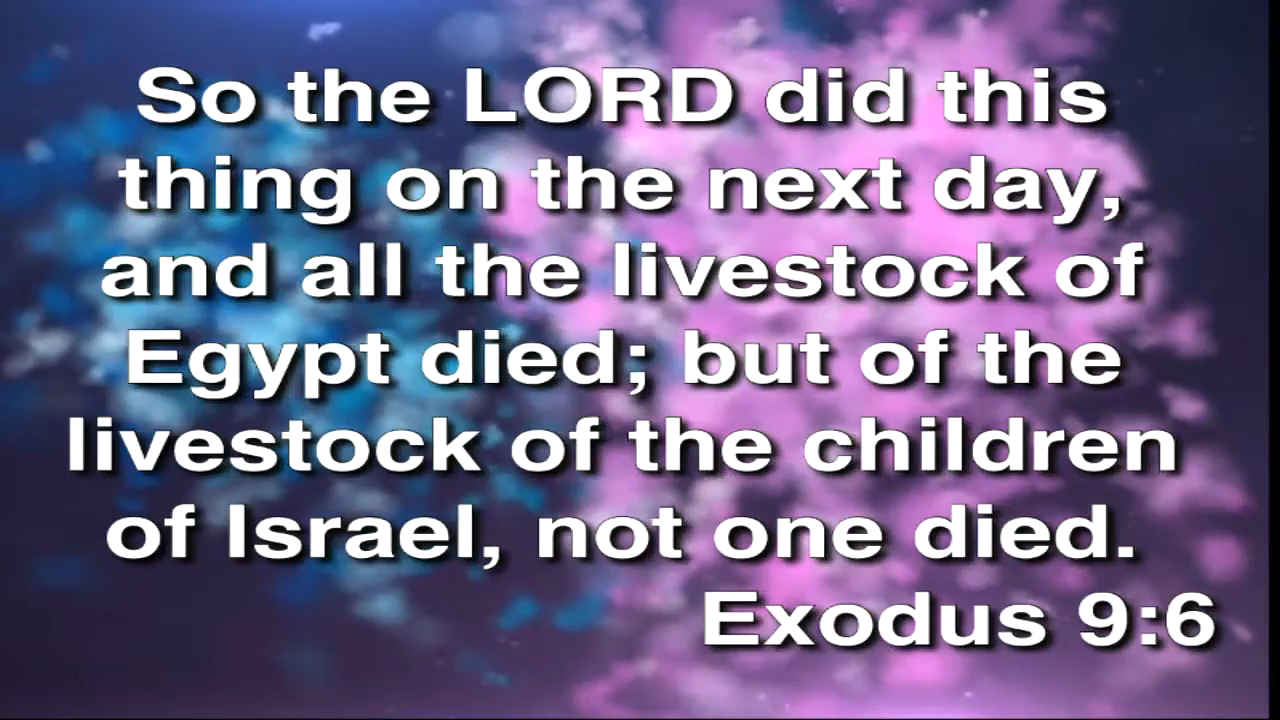 So the LORD did this
thing on the next day,
and all the livestock of
Egypt died; but of the
livestock of the children
of Israel, not one died.
Exodus 9:6